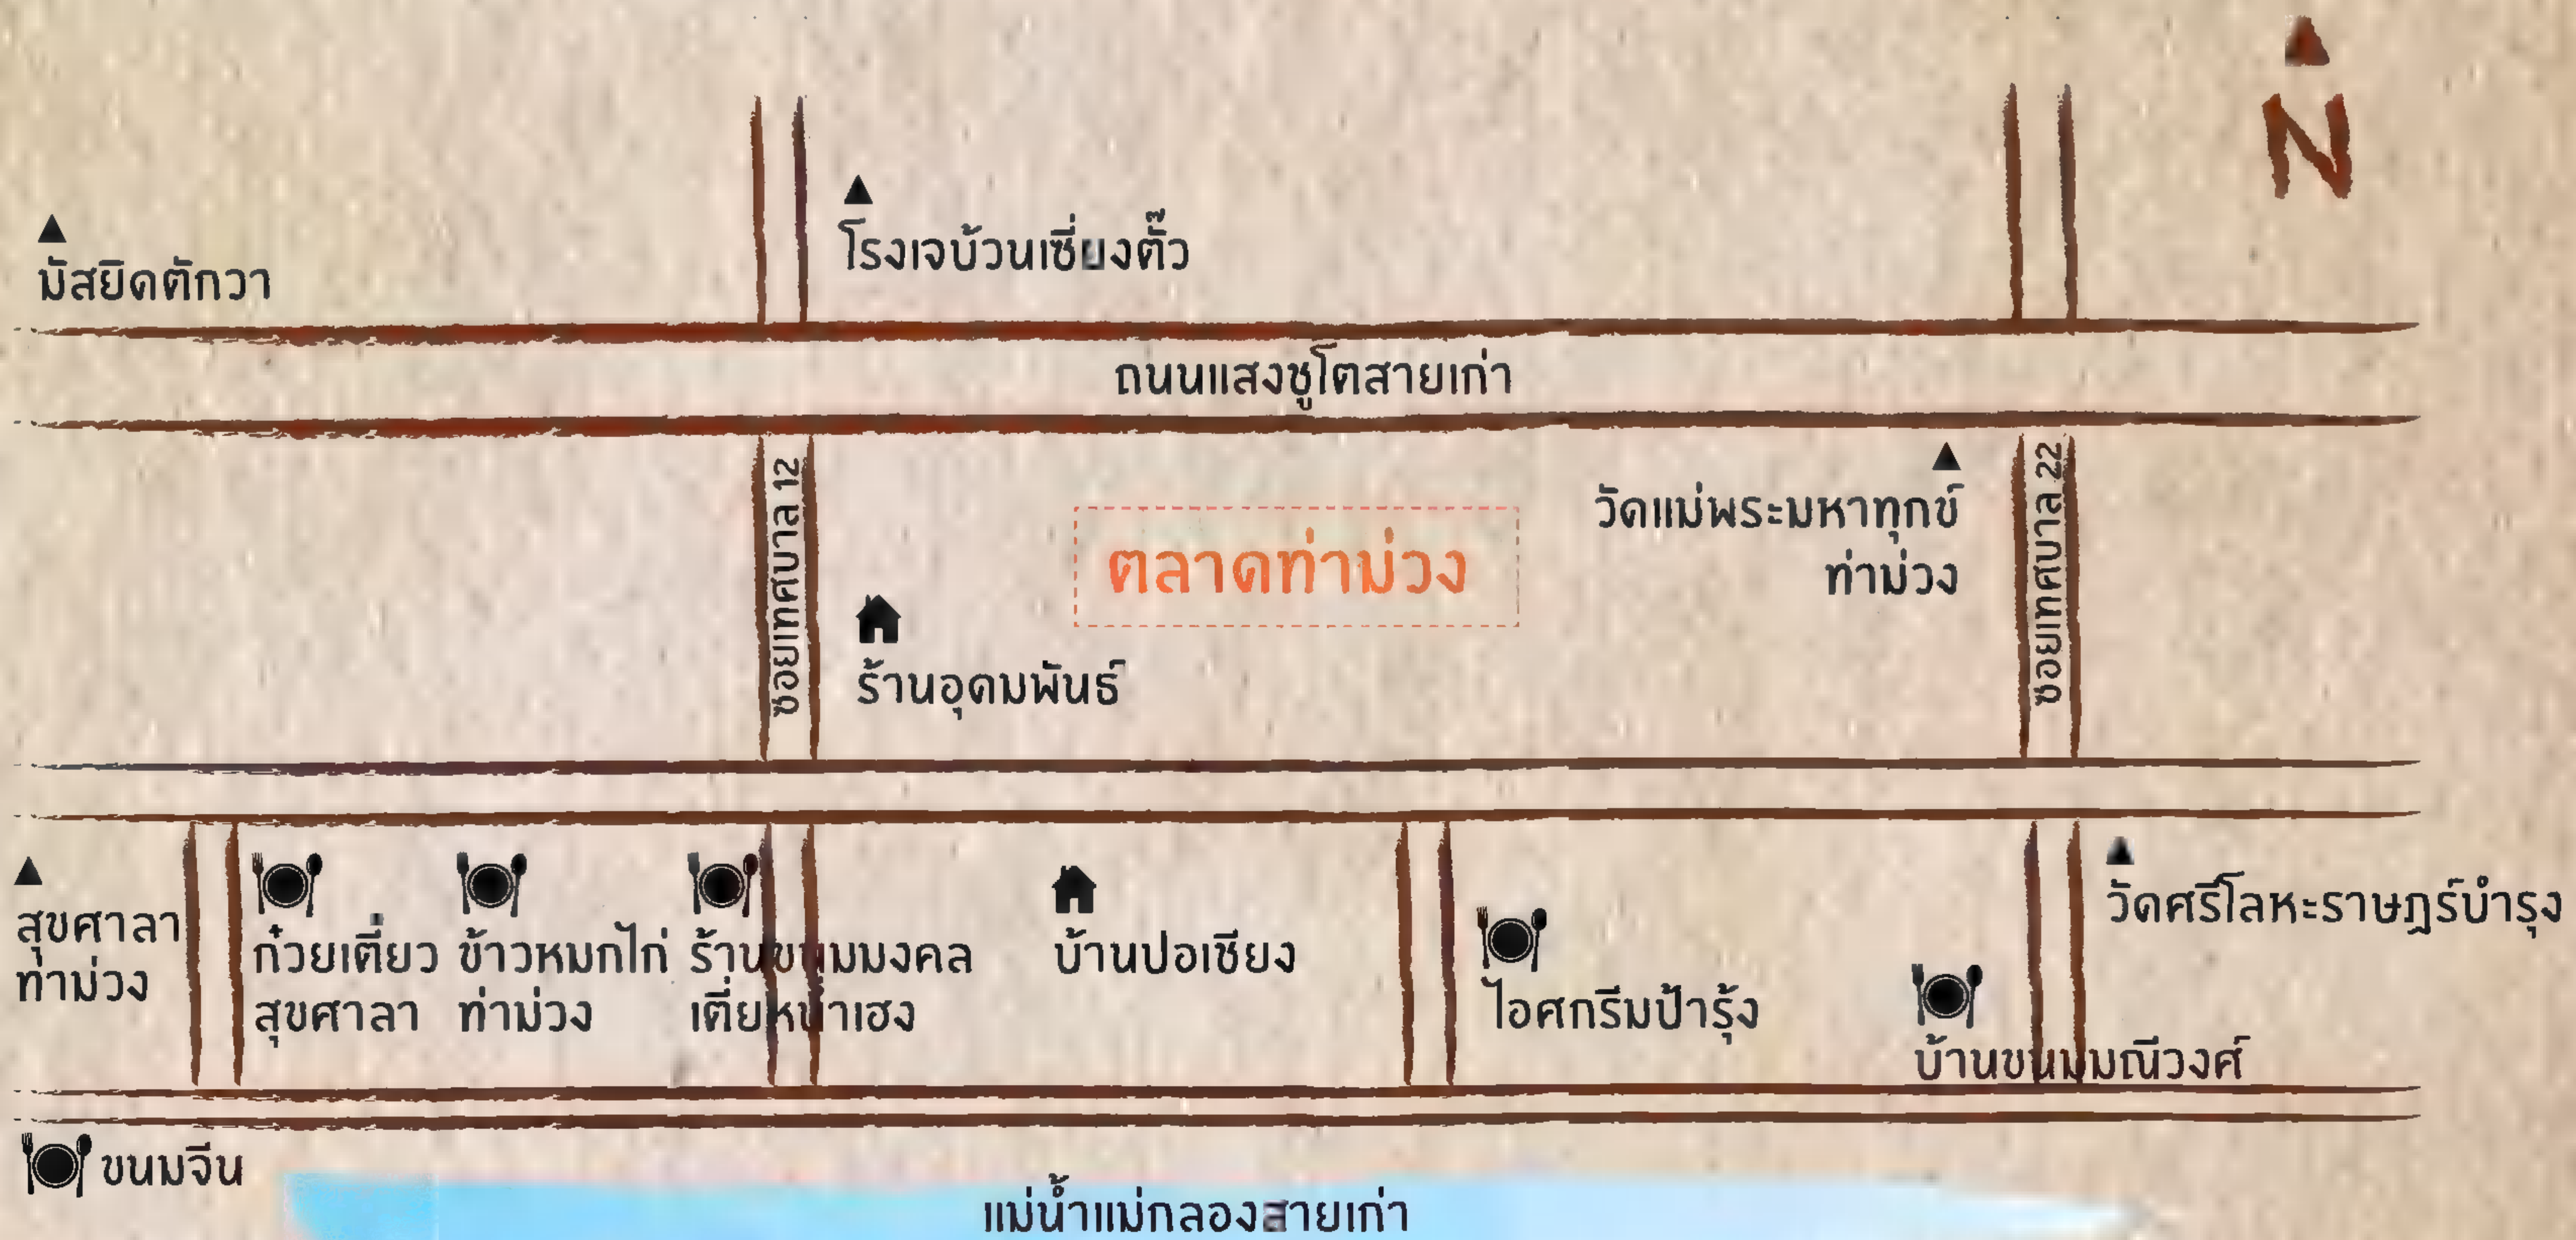 N
มัสยิดตักวา
โรงเจบ้วนเซี่ยงตั๊ว
ถนนแสงชูโตสายเก่า
ซอยเทศบาล 12
ตลาดท่าม่วง
วัดแม่พระมหาทุกข์
ท่าม่วง
ซอยเทศบาล 22
ร้านอุดมพันธ์
สุขศาลา
ท่าม่วง
ก๋วยเตี๋ยว
สุขศาลา
ข้าวหมกไก่
ท่าม่วง
ร้านขนมมงคล
เตี่ยหน่ำเฮง
บ้านปอเชียง
ไอศกรีมป้ารุ้ง
บ้านขนมมณีวงศ์
วัดศรีโลหะราษฎร์บำรุง
ขนมจีน
แม่น้ำแม่กลองสายเก่า